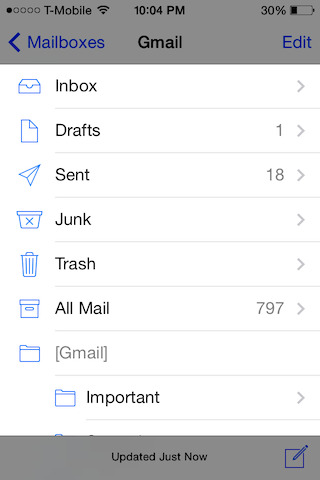 T-Mobile 10:04 PM 30%
Mailboxes Gmail Edit
Inbox
Drafts 1
Sent 18
Junk
Trash
All Mail 797
[Gmail]
Important
Updated Just Now